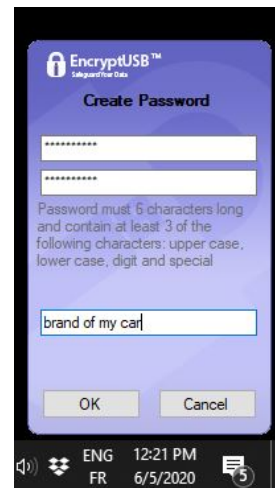 EncryptUSB™
Safeguard Your Data
Create Password
**********
**********
Password must 6 characters long
and contain at least 3 of the
following characters: upper case,
lower case, digit and special
brand of my car
OK Cancel
ENG 12:21 PM
FR 6/5/2020 5